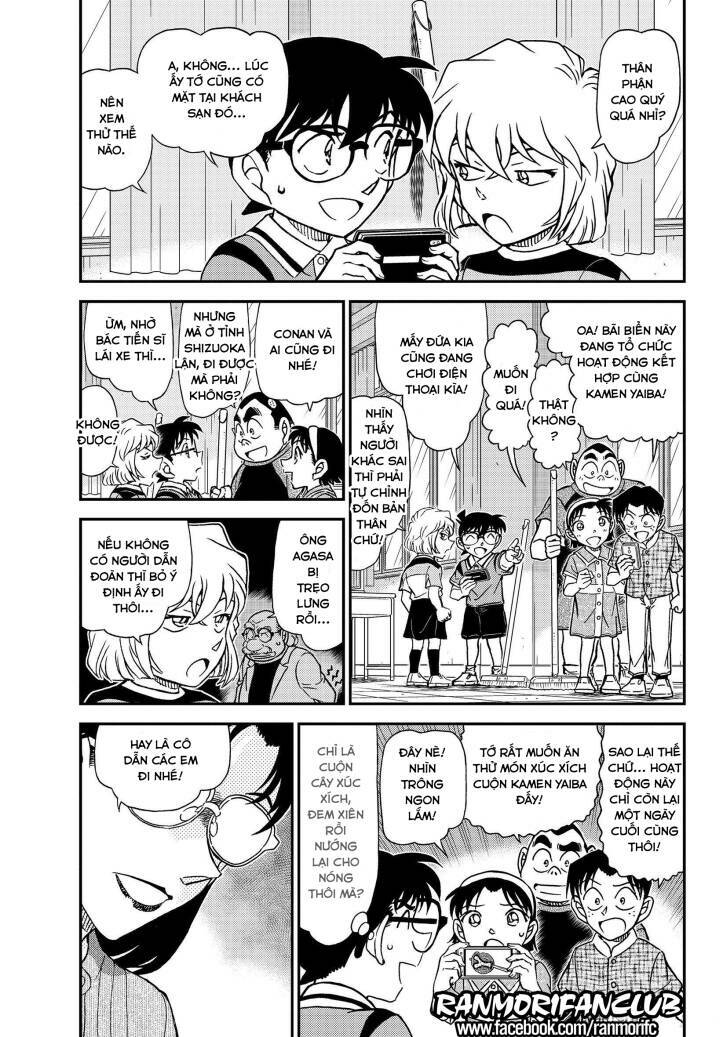 THÂN
PHẬN
CAO QUÝ
QUÁ NHỈ?
A, KHÔNG... LÚC
ẤY TỚ CŨNG CÓ
MẶT TẠI KHÁCH
SẠN ĐÓ...
NÊN
XEM
THỬ THẾ
NÀO.
OA! BÃI BIỂN NÀY
ĐANG TỔ CHỨC
HOẠT ĐỘNG KẾT
HỢP CÙNG
KAMEN YAIBA!
THẬT
KHÔNG?
MUỐN
ĐI
QUÁ!
MẤY ĐỨA KIA
CŨNG ĐANG
CHƠI ĐIỆN
THOẠI KÌA!
NHÌN
THẤY
NGƯỜI
KHÁC SAI
THÌ PHẢI
TỰ CHỈNH
ĐỐN BẢN
THÂN
CHỨ!
CONAN VÀ
AI CŨNG ĐI
NHÉ!
NHƯNG
MÀ Ở TỈNH
SHIZUOKA
LẬN, ĐI ĐƯỢC
MÀ PHẢI
KHÔNG?
ỪM, NHỜ
BÁC TIẾN SĨ
LÁI XE THÌ...
KHÔNG
ĐƯỢC!
ÔNG
AGASA
BỊ
TRẸO
LƯNG
RỒI...
NẾU KHÔNG
CÓ NGƯỜI DẪN
ĐOÀN THÌ BỎ Ý
ĐỊNH ẤY ĐI
THÔI...
SAO LẠI THẾ
CHỨ... HOẠT
ĐỘNG NÀY
CHỈ CÒN LẠI
MỘT NGÀY
CUỐI CÙNG
THÔI!
TỚ RẤT MUỐN ĂN
THỬ MÓN XÚC XÍCH
CUỘN KAMEN YAIBA
ĐẤY!
ĐÂY NÈ!
NHÌN
TRÔNG
NGON
LẮM!
CHỈ LÀ
CUỘN
CÂY XÚC
XÍCH,
ĐEM XIÊN
RỒI
NƯỚNG
LẠI CHO
NÓNG
THÔI MÀ?
HAY LÀ CÔ
DẪN CÁC EM
ĐI NHÉ!
RANMORIFANCLUB
www.facebook.com/ranmorifc